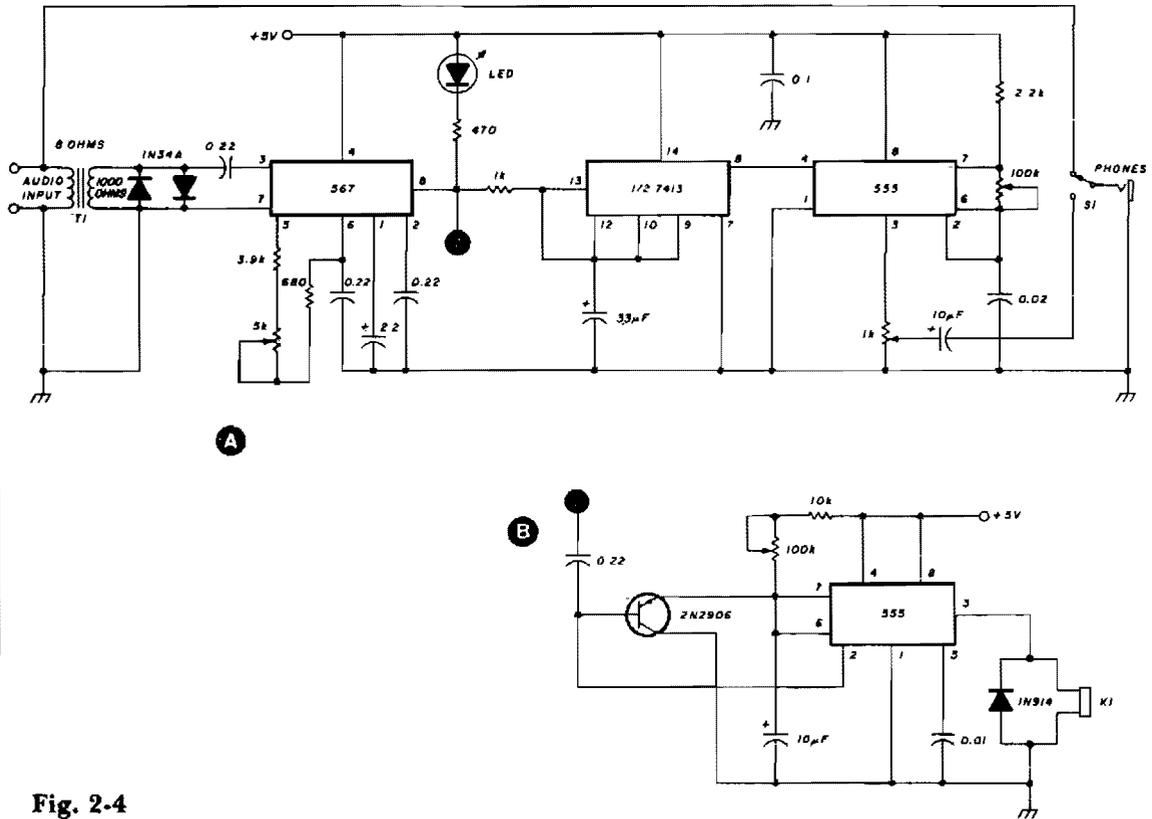 +5V
LED
0.1
2.2k
470
8 OHMS
1N34A
0.22
AUDIO
INPUT
1000
OHMS
T1
3
7
4
567
8
5
6
1
2
1k
13
14
1/2 7413
8
12
10
9
7
4
1
8
555
7
6
3
2
100k
PHONES
S1
3.9k
680
0.22
0.22
5k
+
2.2
+
33μF
1k
10μF
+
0.02
A
B
10k
+5V
0.22
100k
2N2906
7
6
4
8
555
3
2
1
5
1N914
K1
+
10μF
0.01
Fig. 2-4